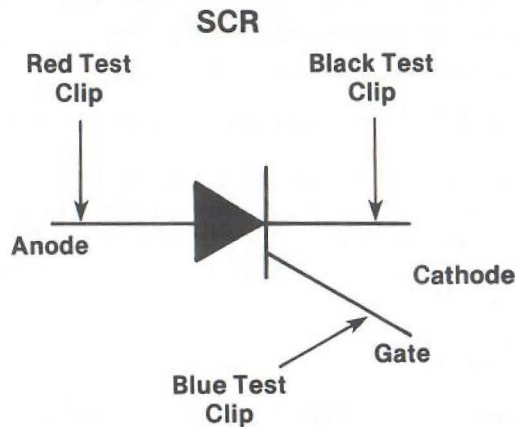 SCR
Red Test
Clip
Black Test
Clip
Anode
Cathode
Gate
Blue Test
Clip